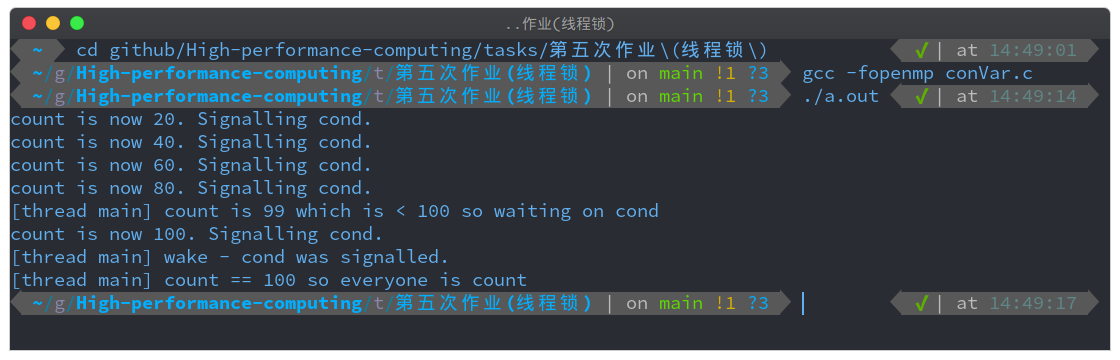 ..作业(线程锁)
~ cd github/High-performance-computing/tasks/第五次作业\(线程锁\) ✓ | at 14:49:01
~/g/High-performance-computing/t/第五次作业(线程锁) | on main !1 ?3 gcc -fopenmp conVar.c
~/g/High-performance-computing/t/第五次作业(线程锁) | on main !1 ?3 ./a.out ✓ | at 14:49:14
count is now 20. Signalling cond.
count is now 40. Signalling cond.
count is now 60. Signalling cond.
count is now 80. Signalling cond.
[thread main] count is 99 which is < 100 so waiting on cond
count is now 100. Signalling cond.
[thread main] wake - cond was signalled.
[thread main] count == 100 so everyone is count
~/g/High-performance-computing/t/第五次作业(线程锁) | on main !1 ?3 ✓ | at 14:49:17